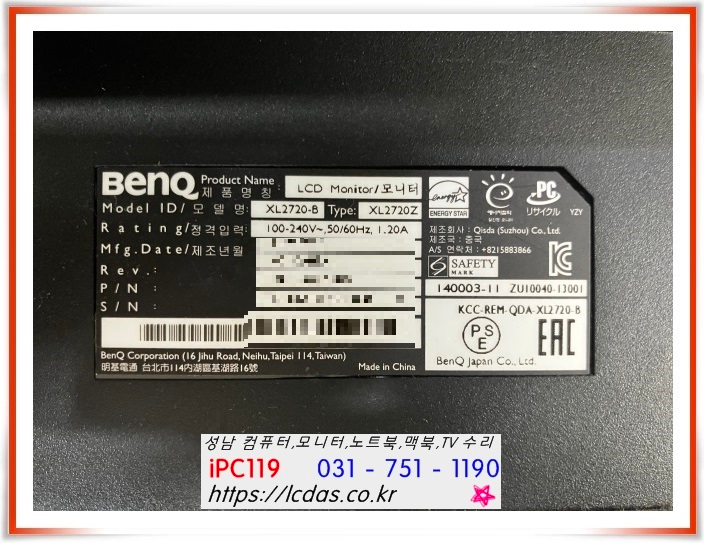 BenQ
Product Name
제 품 명 칭 : LCD Monitor/모니터
Model ID/ 모 델 명: XL2720-B Type: XL2720Z
Rating/정격입력: 100-240V~,50/60Hz, 1.20A
Mfg.Date/제조년월
Rev. :
P/N :
S/N :
BenQ Corporation (16 Jihu Road, Neihu,Taipei 114,Taiwan)
明基電通 台北市114內湖區基湖路16號
Made in China
energy
ENERGY STAR
에너지절약
PC
リサイクル
YZY
제조회사 : Qisda (Suzhou) Co., Ltd.
제조국 : 중국
A/S 연락처 : +8215883866
S SAFETY
MARK
140003-11 ZU10040-13001
KCC-REM-QDA-XL2720-B
PS
E
EAC
BenQ Japan Co., Ltd.
성남 컴퓨터,모니터,노트북,맥북,TV 수리
iPC119 031 - 751 - 1190
https://lcdas.co.kr